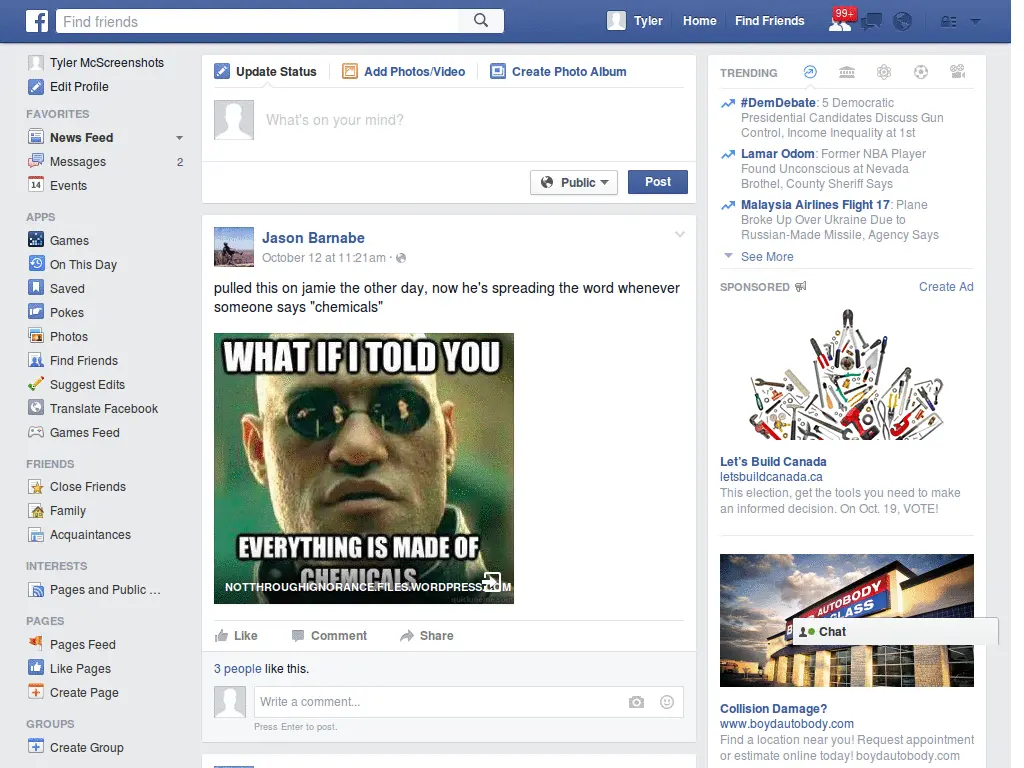 Find friends
Tyler
Home
Find Friends
99+
Tyler McScreenshots
Edit Profile
FAVORITES
News Feed
Messages
2
14
Events
APPS
Games
On This Day
Saved
Pokes
Photos
Find Friends
Suggest Edits
Translate Facebook
Games Feed
FRIENDS
Close Friends
Family
Acquaintances
INTERESTS
Pages and Public ...
PAGES
Pages Feed
Like Pages
Create Page
GROUPS
Create Group
Update Status
Add Photos/Video
Create Photo Album
What's on your mind?
Public
Post
Jason Barnabe
October 12 at 11:21am ·
pulled this on jamie the other day, now he's spreading the word whenever
someone says "chemicals"
WHAT IF I TOLD YOU
EVERYTHING IS MADE OF
CHEMICALS
NOTTHROUGHIGNORANCE.FILES.WORDPRESS.COM
Like
Comment
Share
3 people like this.
Write a comment...
Press Enter to post.
TRENDING
#DemDebate: 5 Democratic
Presidential Candidates Discuss Gun
Control, Income Inequality at 1st
Lamar Odom: Former NBA Player
Found Unconscious at Nevada
Brothel, County Sheriff Says
Malaysia Airlines Flight 17: Plane
Broke Up Over Ukraine Due to
Russian-Made Missile, Agency Says
See More
SPONSORED
Create Ad
Let's Build Canada
letsbuildcanada.ca
This election, get the tools you need to make
an informed decision. On Oct. 19, VOTE!
AUTOBODY
GLASS
Chat
Collision Damage?
www.boydautobody.com
Find a location near you! Request appointment
or estimate online today! boydautobody.com